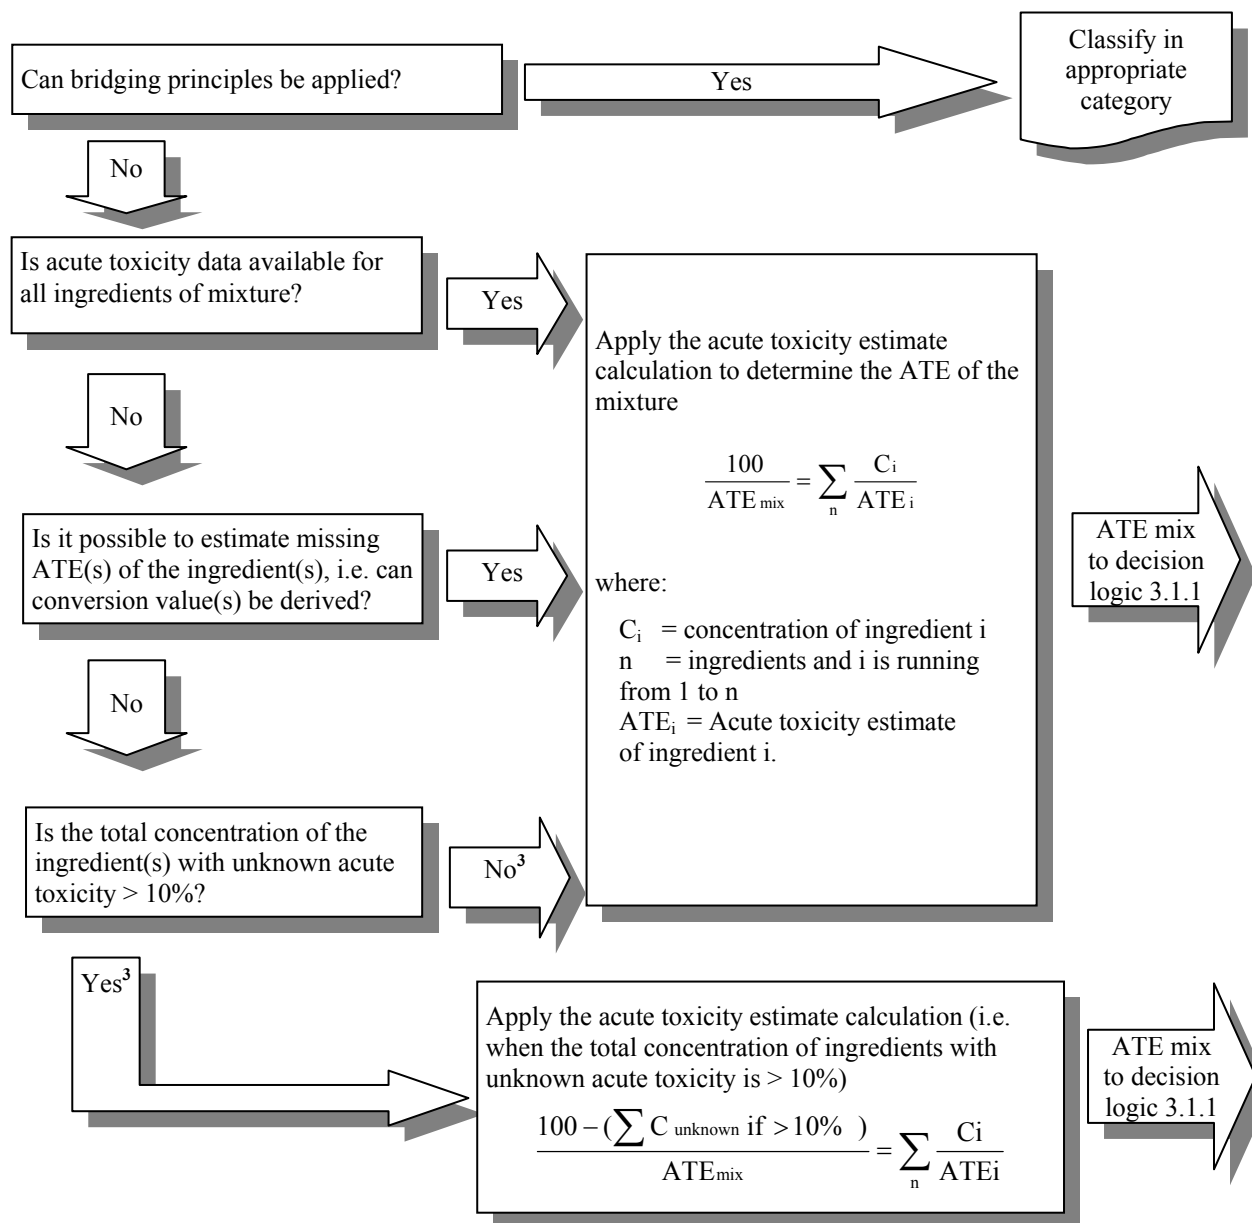 Can bridging principles be applied?
Yes
Classify in
appropriate
category
No
Is acute toxicity data available for
all ingredients of mixture?
Yes
No
Is it possible to estimate missing
ATE(s) of the ingredient(s), i.e. can
conversion value(s) be derived?
Yes
No
Is the total concentration of the
ingredient(s) with unknown acute
toxicity > 10%?
No³
Apply the acute toxicity estimate
calculation to determine the ATE of the
mixture
100 / ATE mix = ∑ n C i / ATE i
where:
C i = concentration of ingredient i
n = ingredients and i is running
from 1 to n
ATE i = Acute toxicity estimate
of ingredient i.
ATE mix
to decision
logic 3.1.1
Yes³
Apply the acute toxicity estimate calculation (i.e.
when the total concentration of ingredients with
unknown acute toxicity is > 10%)
100 – (∑ C unknown if > 10% ) / ATE mix = ∑ n Ci / ATEi
ATE mix
to decision
logic 3.1.1